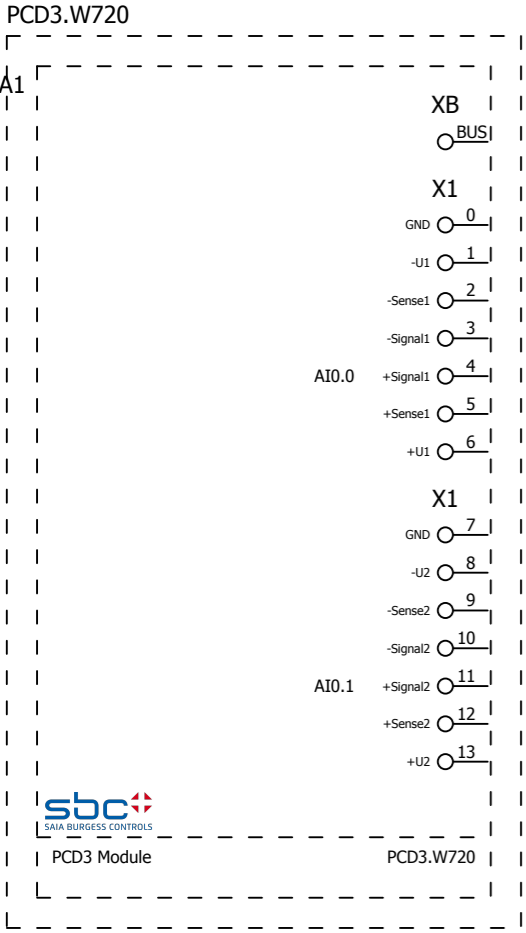 PCD3.W720
A1
XB
BUS
X1
GND 0
-U1 1
-Sense1 2
-Signal1 3
AI0.0 +Signal1 4
+Sense1 5
+U1 6
X1
GND 7
-U2 8
-Sense2 9
-Signal2 10
AI0.1 +Signal2 11
+Sense2 12
+U2 13
sbc
SAIA BURGESS CONTROLS
PCD3 Module PCD3.W720